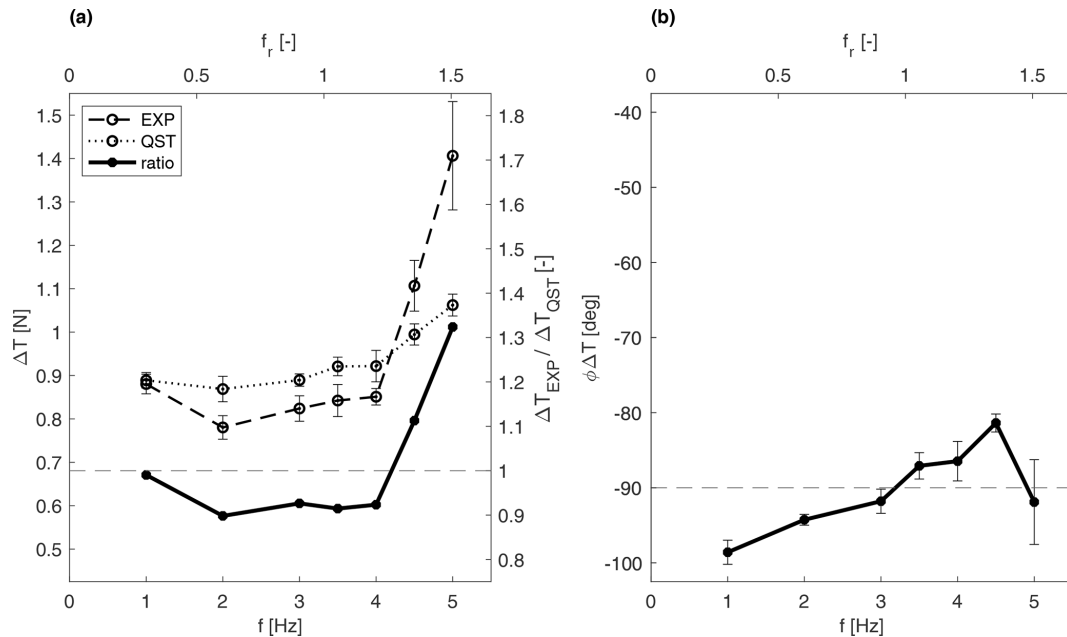 (a)
f_r [-]
0 0.5 1 1.5
1.5
1.4
1.3
1.2
1.1
1
0.9
0.8
0.7
0.6
0.5
ΔT [N]
EXP
QST
ratio
1.8
1.7
1.6
1.5
1.4
1.3
1.2
1.1
1
0.9
0.8
ΔT_EXP / ΔT_QST [-]
0 1 2 3 4 5
f [Hz]
(b)
f_r [-]
0 0.5 1 1.5
-40
-50
-60
-70
-80
-90
-100
ϕΔT [deg]
0 1 2 3 4 5
f [Hz]